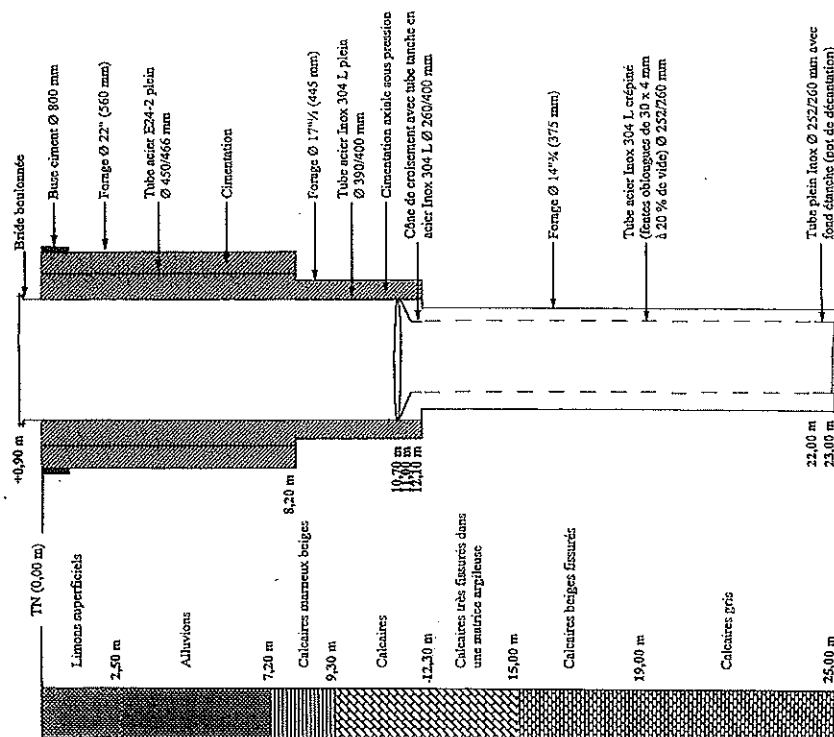 TN (0,00 m)
Limons superficiels
2,50 m
Alluvions
7,20 m
Calcaires marneux beiges
9,30 m
Calcaires
-12,30 m
Calcaires très fissurés dans
une matrice argileuse
15,00 m
Calcaires beiges fissurés
19,00 m
Calcaires gris
25,00 m
+0,90 m
8,20 m
10,70 m
12,10 m
22,00 m
23,00 m
Bride boulonnée
Buse ciment Ø 800 mm
Forage Ø 22" (560 mm)
Tube acier E24-2 plein
Ø 450/466 mm
Cimentation
Forage Ø 17"½ (445 mm)
Tube acier Inox 304 L plein
Ø 390/400 mm
Cimentation axiale sous pression
Cône de croisement avec tube tanche en
acier Inox 304 L Ø 260/400 mm
Forage Ø 14"¾ (375 mm)
Tube acier Inox 304 L crépiné
(fentes oblongues de 30 x 4 mm
à 20 % de vide) Ø 252/260 mm
Tube plein Inox Ø 252/260 mm avec
fond étanche (pot de décantation)